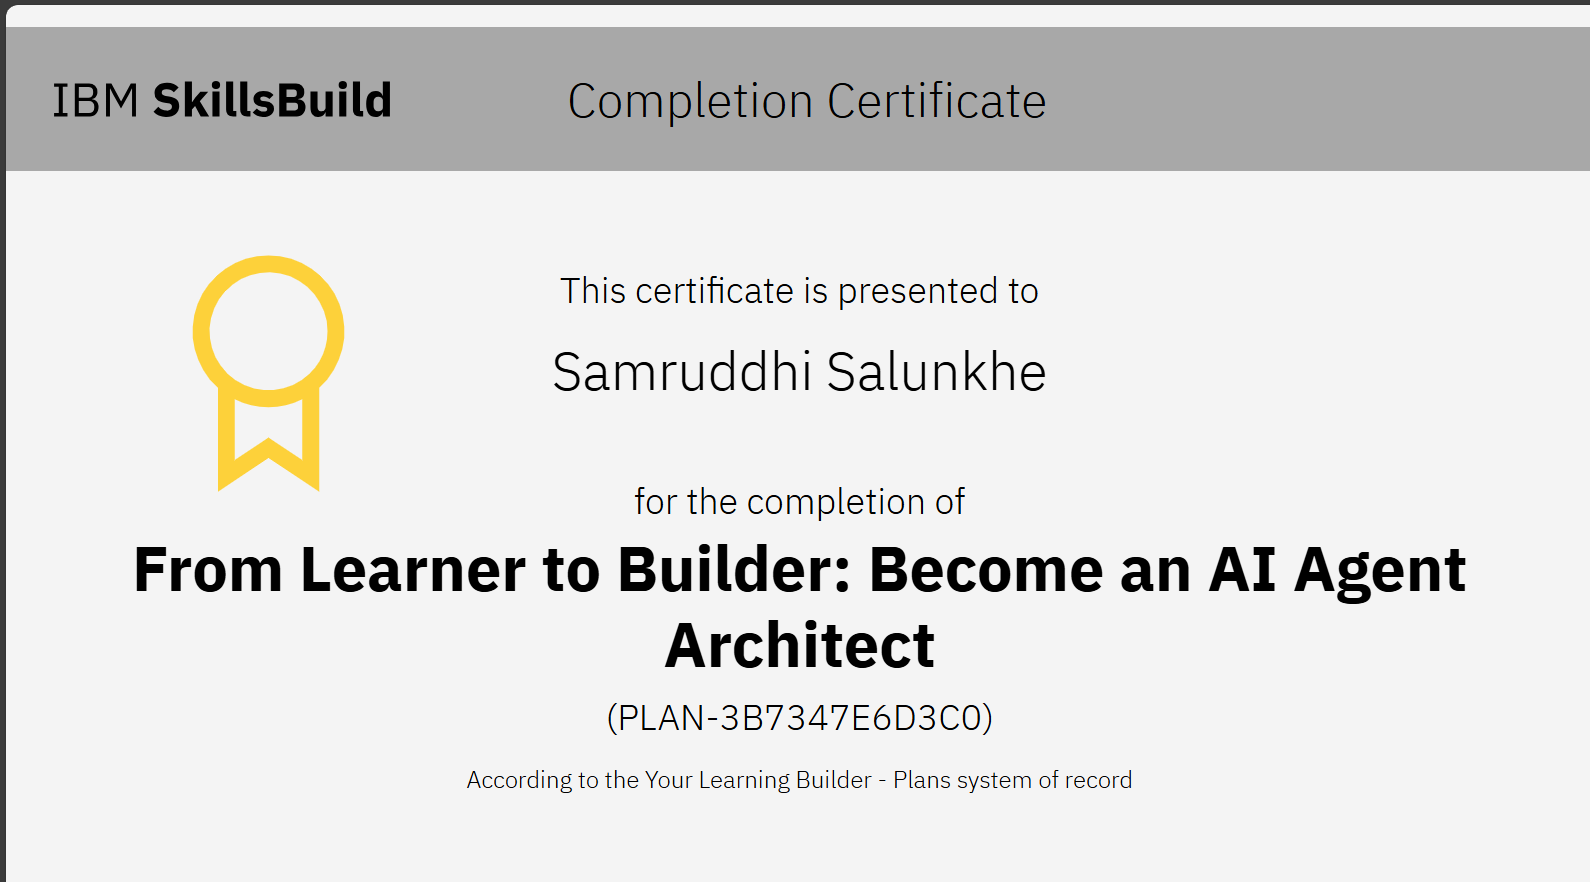 IBM SkillsBuild
Completion Certificate
This certificate is presented to
Samruddhi Salunkhe
for the completion of
From Learner to Builder: Become an AI Agent
Architect
(PLAN-3B7347E6D3C0)
According to the Your Learning Builder - Plans system of record